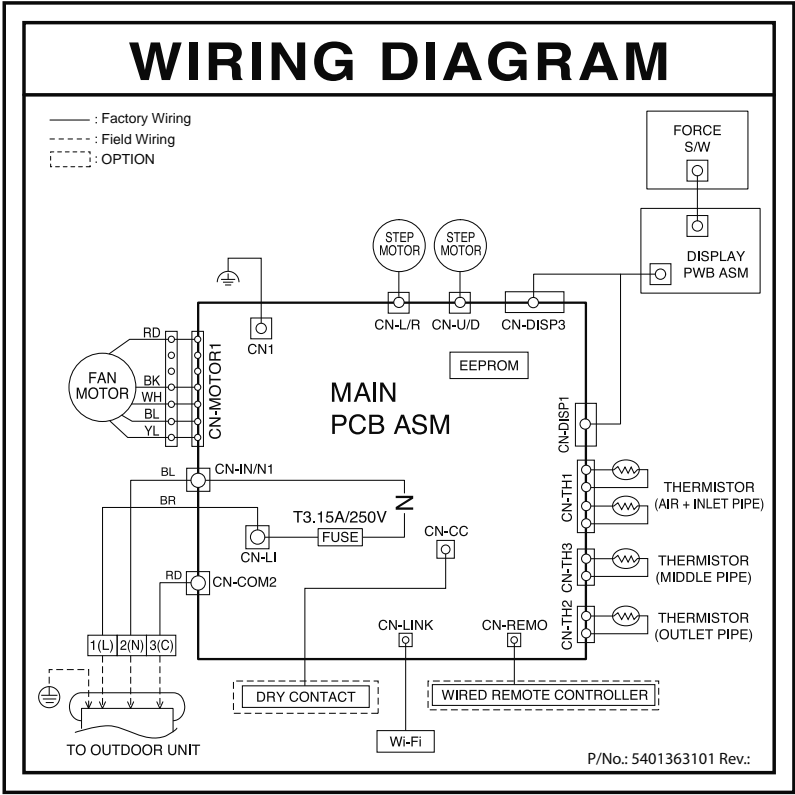 WIRING DIAGRAM
: Factory Wiring
: Field Wiring
: OPTION
FORCE
S/W
DISPLAY
PWB ASM
STEP
MOTOR
STEP
MOTOR
CN-L/R
CN-U/D
CN-DISP3
CN1
EEPROM
RD
BK
WH
BL
YL
FAN
MOTOR
CN-MOTOR1
MAIN
PCB ASM
CN-DISP1
CN-TH1
THERMISTOR
(AIR + INLET PIPE)
CN-TH3
THERMISTOR
(MIDDLE PIPE)
CN-TH2
THERMISTOR
(OUTLET PIPE)
BL
CN-IN/N1
BR
T3.15A/250V
FUSE
CN-LI
CN-CC
RD
CN-COM2
CN-LINK
CN-REMO
1(L) 2(N) 3(C)
DRY CONTACT
WIRED REMOTE CONTROLLER
Wi-Fi
TO OUTDOOR UNIT
P/No.: 5401363101 Rev.: